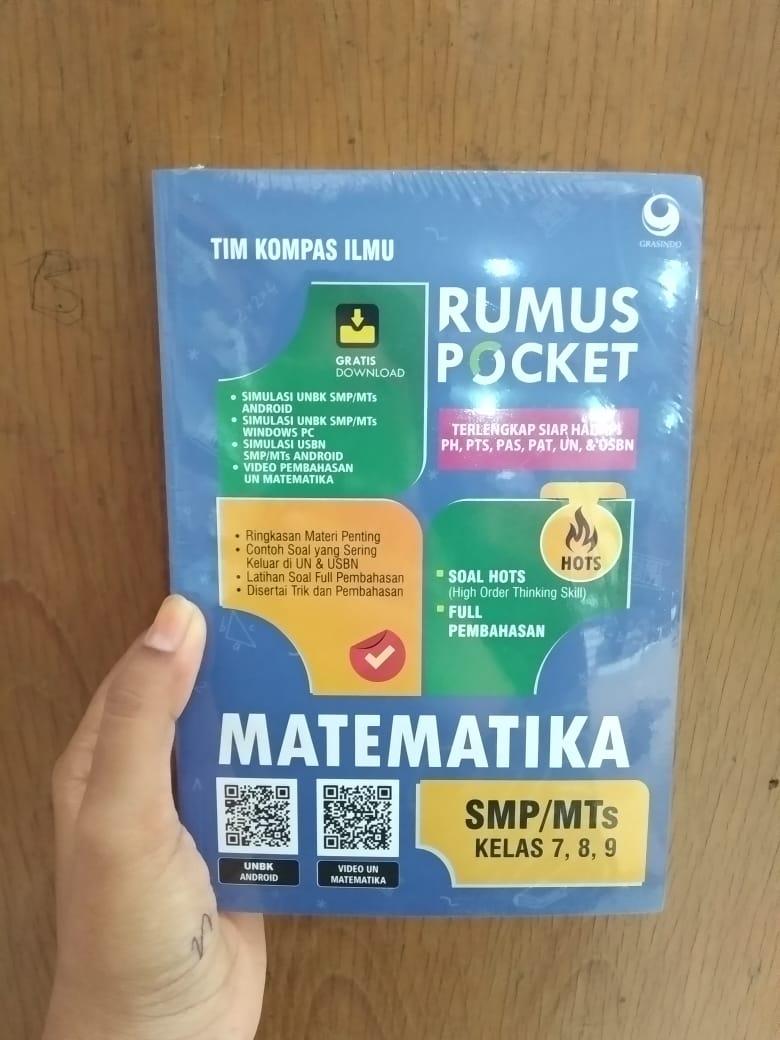 TIM KOMPAS ILMU
GRASINDO
RUMUS
POCKET
GRATIS
DOWNLOAD
• SIMULASI UNBK SMP/MTs
ANDROID
• SIMULASI UNBK SMP/MTs
WINDOWS PC
• SIMULASI USBN
SMP/MTs ANDROID
• VIDEO PEMBAHASAN
UN MATEMATIKA
TERLENGKAP SIAP
PH, PTS, PAS, PAT, UN, & USBN
• Ringkasan Materi Penting
• Contoh Soal yang Sering
Keluar di UN & USBN
• Latihan Soal Full Pembahasan
• Disertai Trik dan Pembahasan
HOTS
SOAL HOTS
(High Order Thinking Skill)
FULL
PEMBAHASAN
MATEMATIKA
UNBK
ANDROID
VIDEO UN
MATEMATIKA
SMP/MTs
KELAS 7, 8, 9